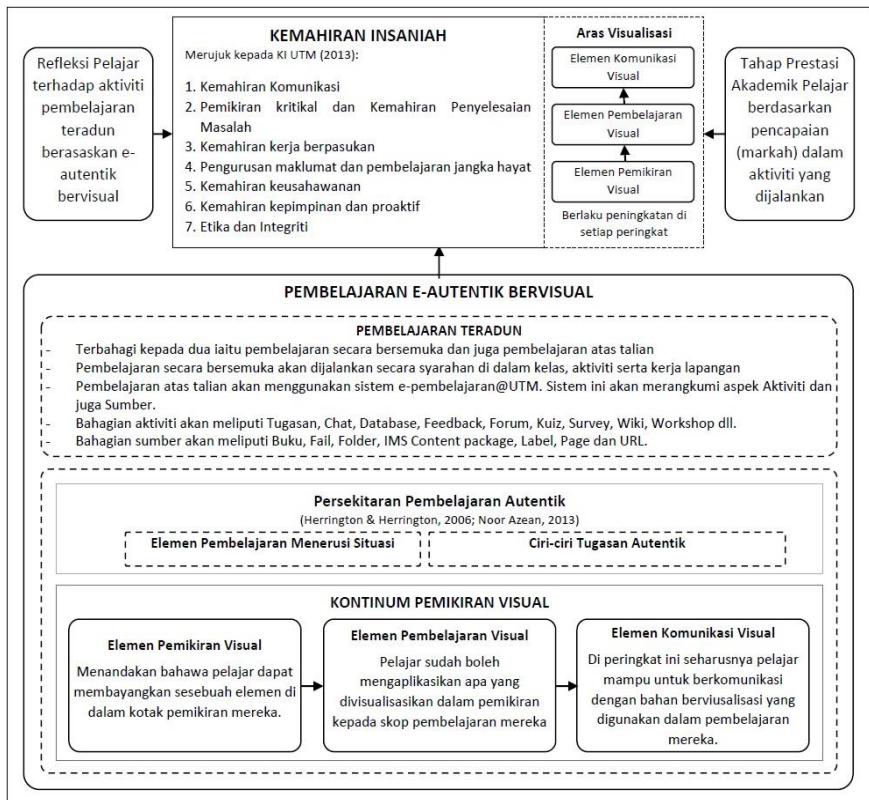 Refleksi Pelajar
terhadap aktiviti
pembelajaran
teradun
berasaskan e-
autentik
bervisual
KEMAHIRAN INSANIAH
Merujuk kepada KI UTM (2013):
1. Kemahiran Komunikasi
2. Pemikiran kritikal dan Kemahiran Penyelesaian
Masalah
3. Kemahiran kerja berpasukan
4. Pengurusan maklumat dan pembelajaran jangka hayat
5. Kemahiran keusahawanan
6. Kemahiran kepimpinan dan proaktif
7. Etika dan Integriti
Aras Visualisasi
Elemen Komunikasi
Visual
Elemen Pembelajaran
Visual
Elemen Pemikiran
Visual
Berlaku peningkatan di
setiap peringkat
Tahap Prestasi
Akademik Pelajar
berdasarkan
pencapaian
(markah) dalam
aktiviti yang
dijalankan
PEMBELAJARAN E-AUTENTIK BERVISUAL
PEMBELAJARAN TERADUN
- Terbahagi kepada dua iaitu pembelajaran secara bersemuka dan juga pembelajaran atas talian
- Pembelajaran secara bersemuka akan dijalankan secara syarahan di dalam kelas, aktiviti serta kerja lapangan
- Pembelajaran atas talian akan menggunakan sistem e-pembelajaran@UTM. Sistem ini akan merangkumi aspek Aktiviti dan
juga Sumber.
- Bahagian aktiviti akan meliputi Tugasan, Chat, Database, Feedback, Forum, Kuiz, Survey, Wiki, Workshop dll.
- Bahagian sumber akan meliputi Buku, Fail, Folder, IMS Content package, Label, Page dan URL.
Persekitaran Pembelajaran Autentik
(Herrington & Herrington, 2006; Noor Azean, 2013)
Elemen Pembelajaran Menerusi Situasi
Ciri-ciri Tugasan Autentik
KONTINUM PEMIKIRAN VISUAL
Elemen Pemikiran Visual
Menandakan bahawa pelajar dapat
membayangkan sesebuah elemen di
dalam kotak pemikiran mereka.
Elemen Pembelajaran Visual
Pelajar sudah boleh
mengaplikasikan apa yang
divisualisasikan dalam pemikiran
kepada skop pembelajaran mereka
Elemen Komunikasi Visual
Di peringkat ini seharusnya pelajar
mampu untuk berkomunikasi
dengan bahan berviusalisasi yang
digunakan dalam pembelajaran
mereka.